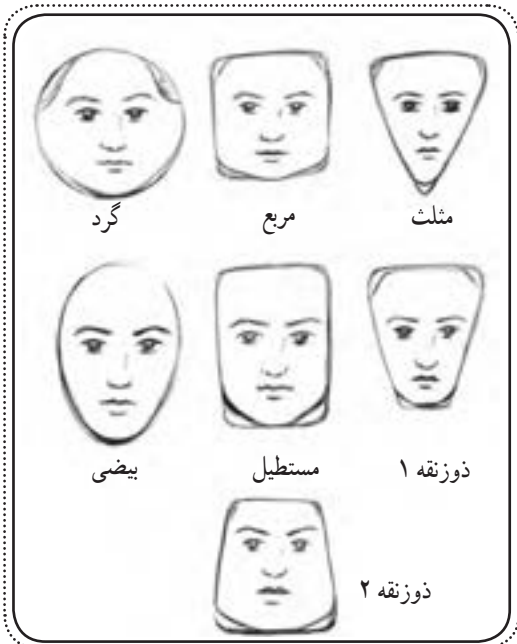 مثلث مربع گرد
ذوزنقه ۱ مستطیل بیضی
ذوزنقه ۲